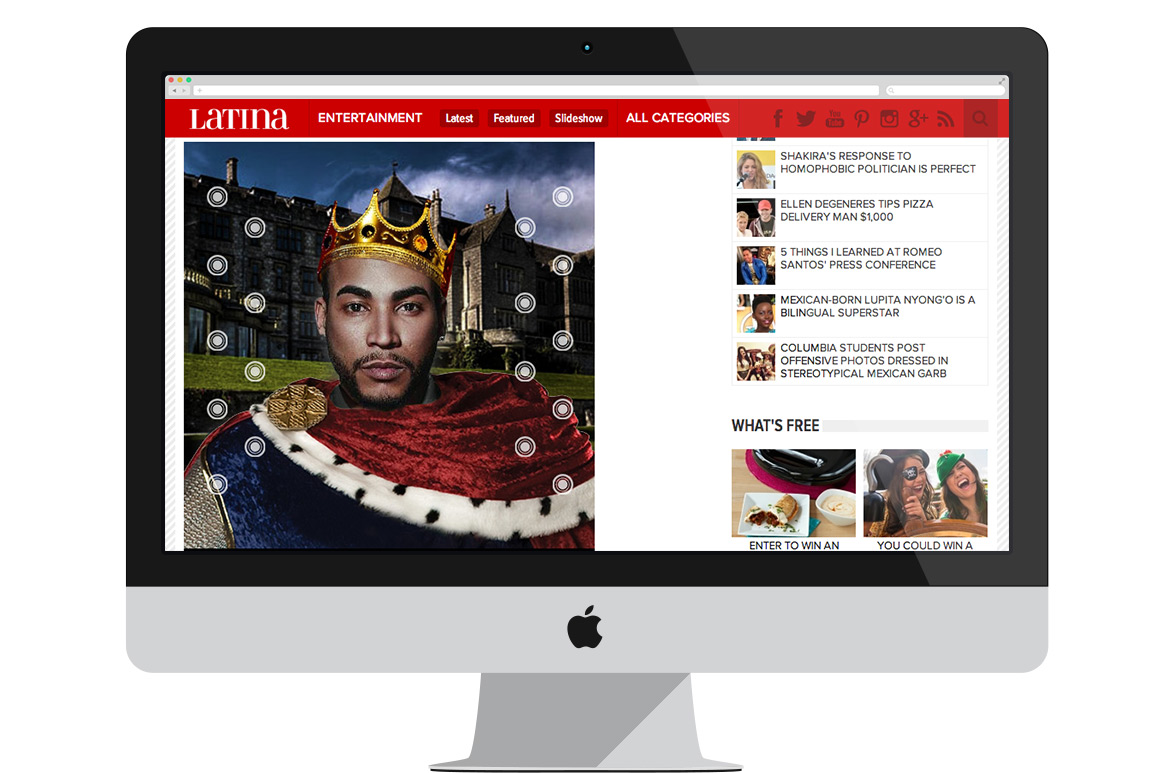 LATINA
ENTERTAINMENT Latest Featured Slideshow ALL CATEGORIES
You Tube
g+
SHAKIRA'S RESPONSE TO
HOMOPHOBIC POLITICIAN IS PERFECT
ELLEN DEGENERES TIPS PIZZA
DELIVERY MAN $1,000
5 THINGS I LEARNED AT ROMEO
SANTOS' PRESS CONFERENCE
MEXICAN-BORN LUPITA NYONG'O IS A
BILINGUAL SUPERSTAR
COLUMBIA STUDENTS POST
OFFENSIVE PHOTOS DRESSED IN
STEREOTYPICAL MEXICAN GARB
WHAT'S FREE
ENTER TO WIN AN
YOU COULD WIN A